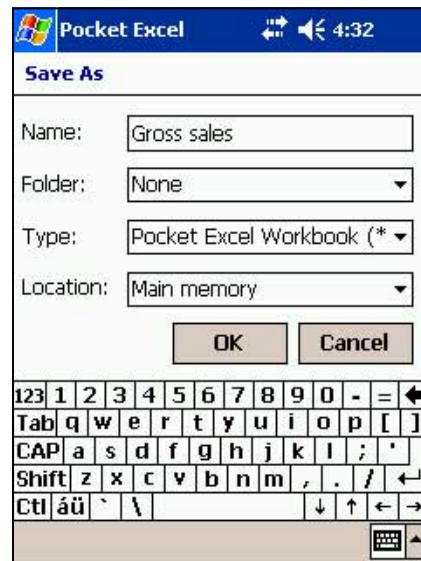 Pocket Excel 4:32
Save As
Name: Gross sales
Folder: None
Type: Pocket Excel Workbook (*
Location: Main memory
OK Cancel
123 1 2 3 4 5 6 7 8 9 0 - =
Tab q w e r t y u i o p [ ]
CAP a s d f g h j k l ; '
Shift z x c v b n m , . /
Ctl áü ` \